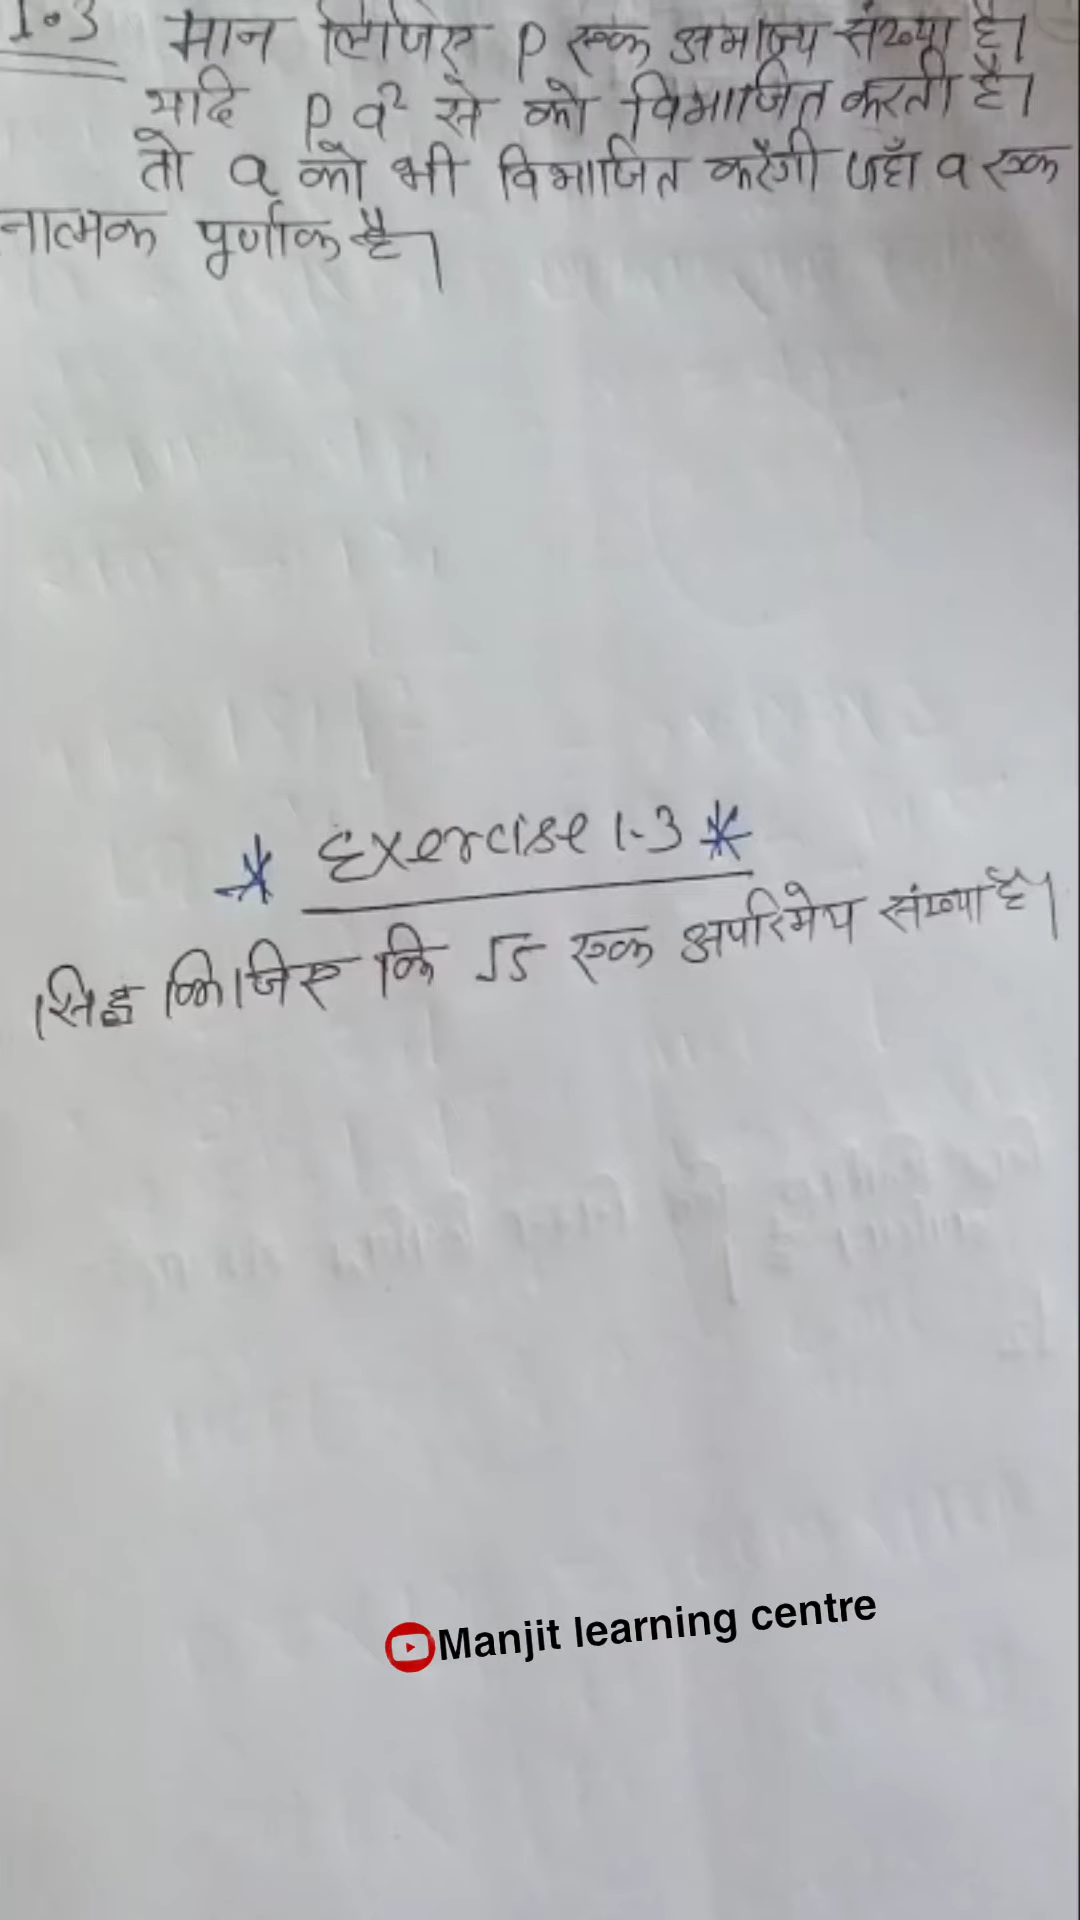 1.3 मान लिजिए P एक अभाज्य संख्या है।
यदि P a² से को विभाजित करती है।
तो a को भी विभाजित करेगी जहाँ a एक
नात्मक पूर्णाक है।
* Exercise 1.3 *
सिद्ध किजिए कि √5 एक अपरिमेय संख्या है।
Manjit learning centre